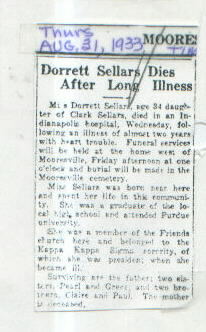 Thurs
AUG. 31, 1933 MOORES
TIM
Dorrett Sellars Dies
After Long Illness
Miss Dorrett Sellars, age 34 daugh-
ter of Clark Sellars, died in an In-
dianapolis hospital, Wednesday, fol-
lowing an illness of almost two years
with heart trouble. Funeral services
will be held at the home west of
Mooresville, Friday afternoon at one
o'clock and burial will be made in the
Mooresville cemetery.
Miss Sellars was born near here
and spent her life in this communi-
ty. She was a graduate of the lo-
cal high school and attended Purdue
university.
She was a member of the Friends
church here and belonged to the
Kappa Kappa Sigma sorority, of
which she was president when she
became ill.
Surviving are the father; two sis-
ters, Pearl and Greer; and two bro-
thers, Claire and Paul. The mother
is deceased.